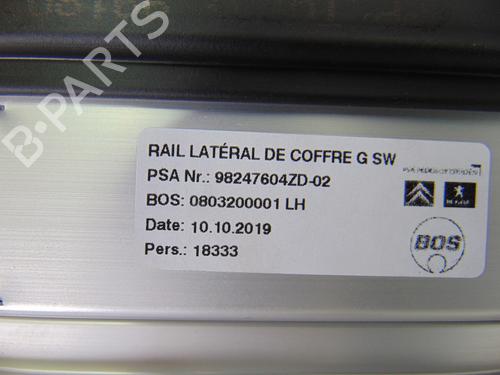 RAIL LATÉRAL DE COFFRE G SW
PSA Nr.: 98247604ZD-02
BOS: 0803200001 LH
Date: 10.10.2019
BOS
Pers.: 18333
B-PARTS